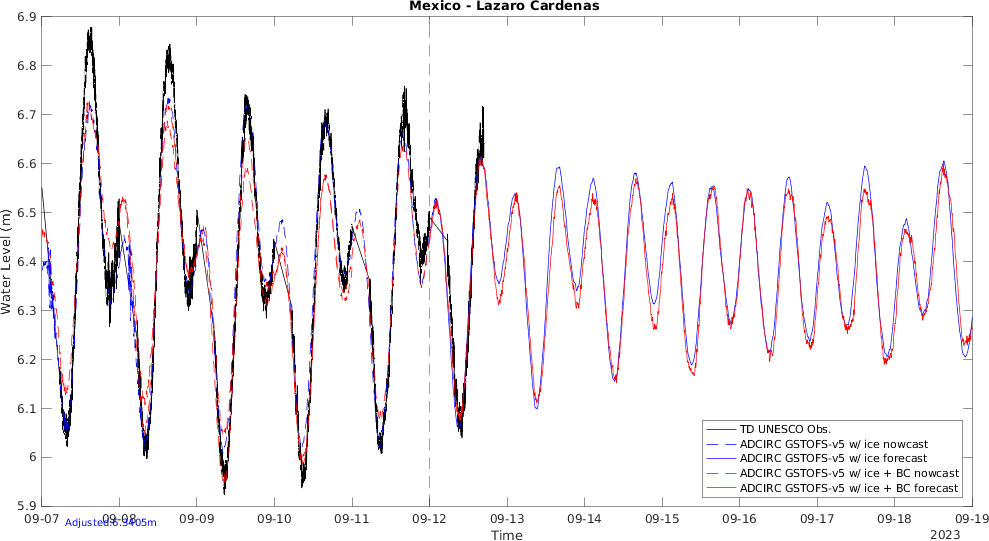 Mexico - Lazaro Cardenas
6.9
6.8
6.7
6.6
6.5
6.4
6.3
6.2
6.1
6
5.9
Water Level (m)
TD UNESCO Obs.
ADCIRC GSTOFS-v5 w/ ice nowcast
ADCIRC GSTOFS-v5 w/ ice forecast
ADCIRC GSTOFS-v5 w/ ice + BC nowcast
ADCIRC GSTOFS-v5 w/ ice + BC forecast
09-07 09-08 09-09 09-10 09-11 09-12 09-13 09-14 09-15 09-16 09-17 09-18 09-19
Adjusted:6.3405m
Time
2023